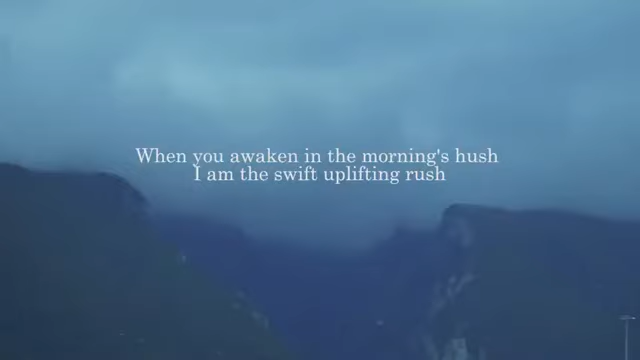 When you awaken in the morning's hush
I am the swift uplifting rush